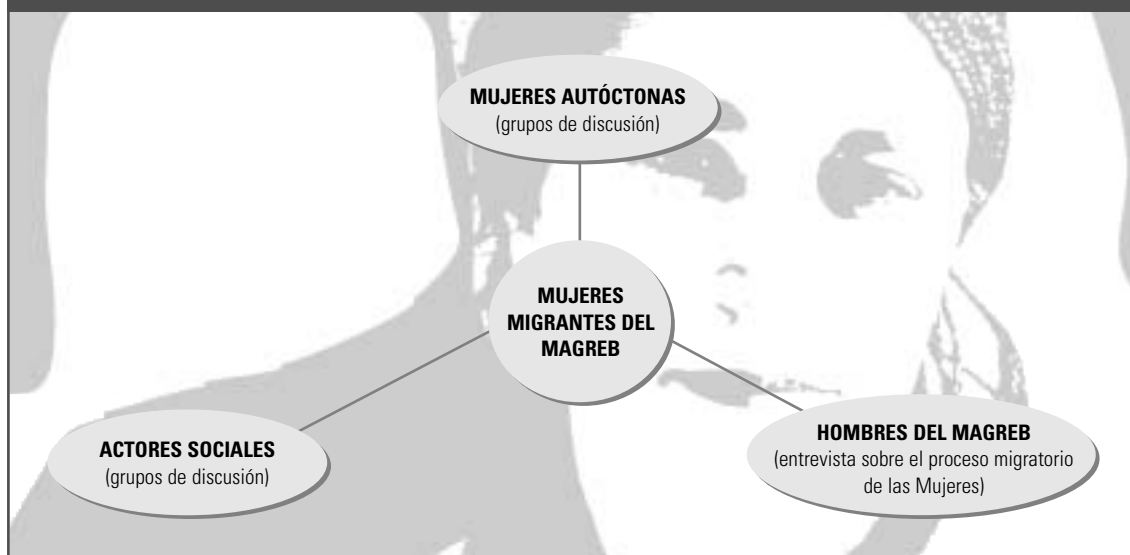 MUJERES AUTÓCTONAS
(grupos de discusión)
MUJERES
MIGRANTES DEL
MAGREB
ACTORES SOCIALES
(grupos de discusión)
HOMBRES DEL MAGREB
(entrevista sobre el proceso migratorio
de las Mujeres)